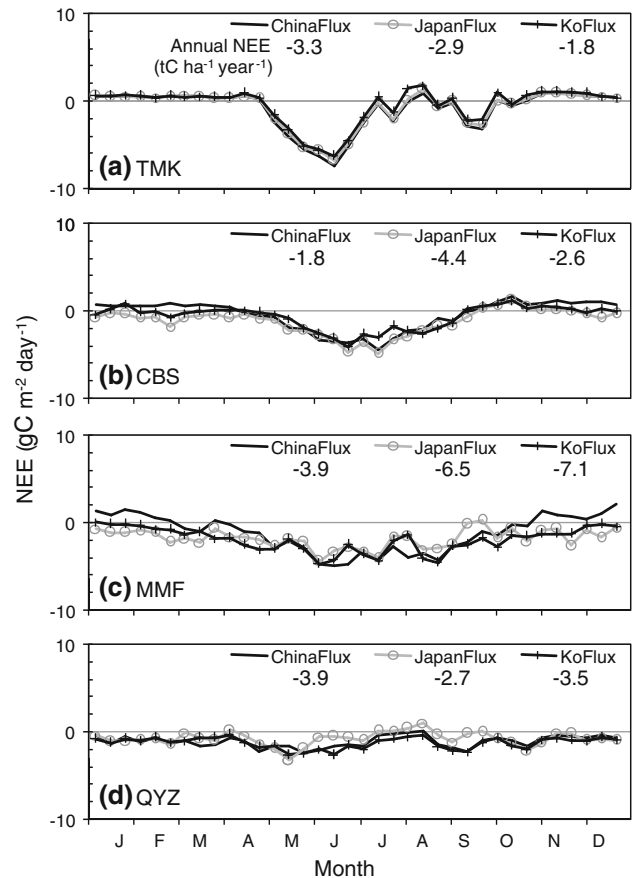 10
ChinaFlux JapanFlux KoFlux
Annual NEE -3.3 -2.9 -1.8
(tC ha⁻¹ year⁻¹)
0
(a) TMK
-10
10
ChinaFlux JapanFlux KoFlux
-1.8 -4.4 -2.6
0
(b) CBS
-10
NEE (gC m⁻² day⁻¹)
10
ChinaFlux JapanFlux KoFlux
-3.9 -6.5 -7.1
0
(c) MMF
-10
10
ChinaFlux JapanFlux KoFlux
-3.9 -2.7 -3.5
0
(d) QYZ
-10
J F M A M J J A S O N D
Month